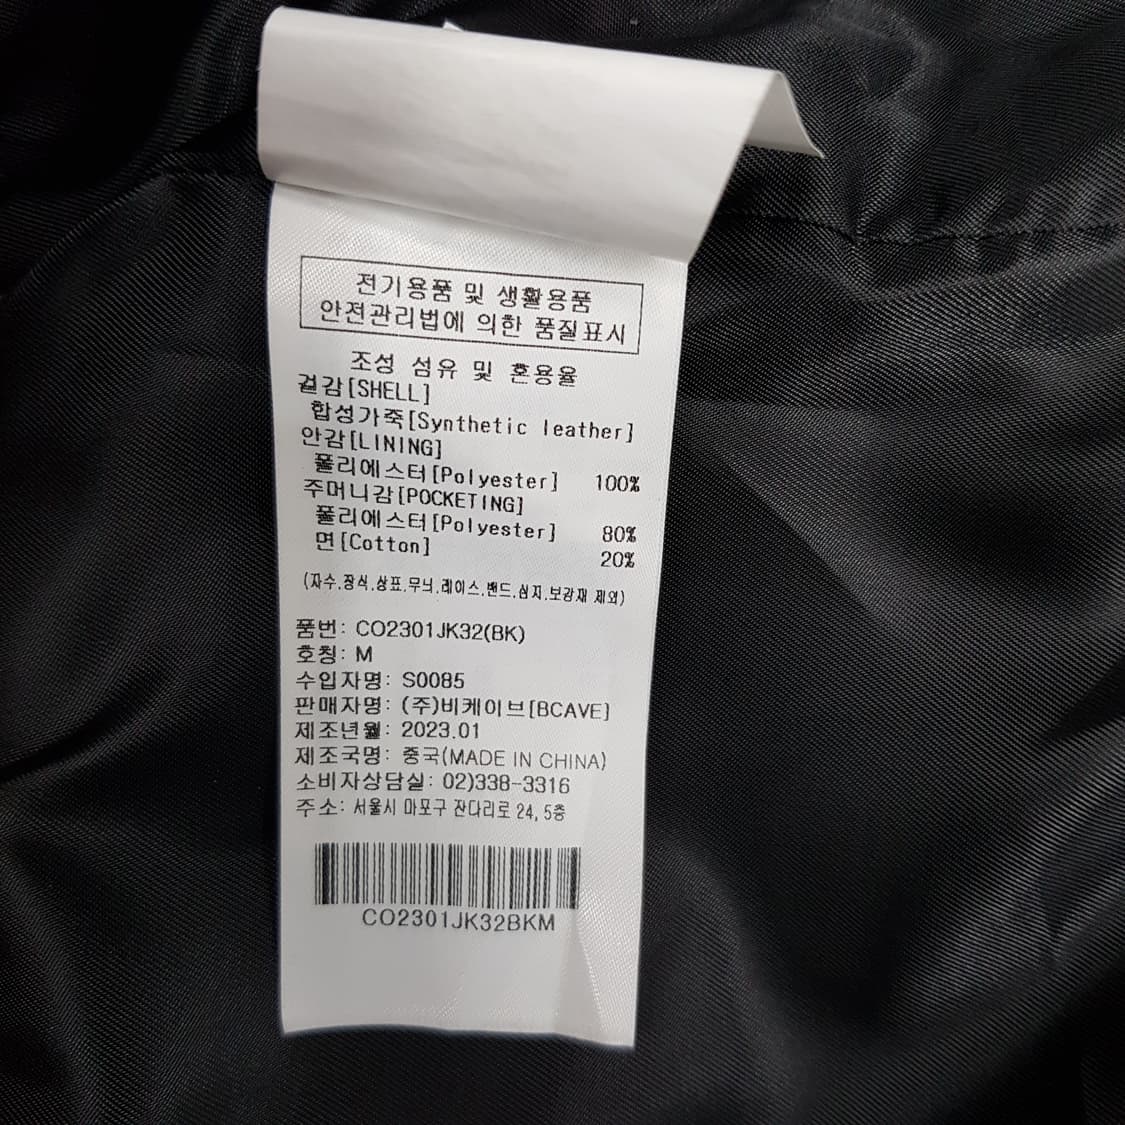 전기용품 및 생활용품
안전관리법에 의한 품질표시
조성 섬유 및 혼용율
겉감[SHELL]
합성가죽[Synthetic leather]
안감[LINING]
폴리에스터[Polyester] 100%
주머니감[POCKETING]
폴리에스터[Polyester] 80%
면[Cotton] 20%
(자수.장식.상표.무늬.레이스.밴드.심지.보강재 제외)
품번: CO2301JK32(BK)
호칭: M
수입자명: S0085
판매자명: (주)비케이브[BCAVE]
제조년월: 2023.01
제조국명: 중국(MADE IN CHINA)
소비자상담실: 02)338-3316
주소: 서울시 마포구 잔다리로 24, 5층
CO2301JK32BKM